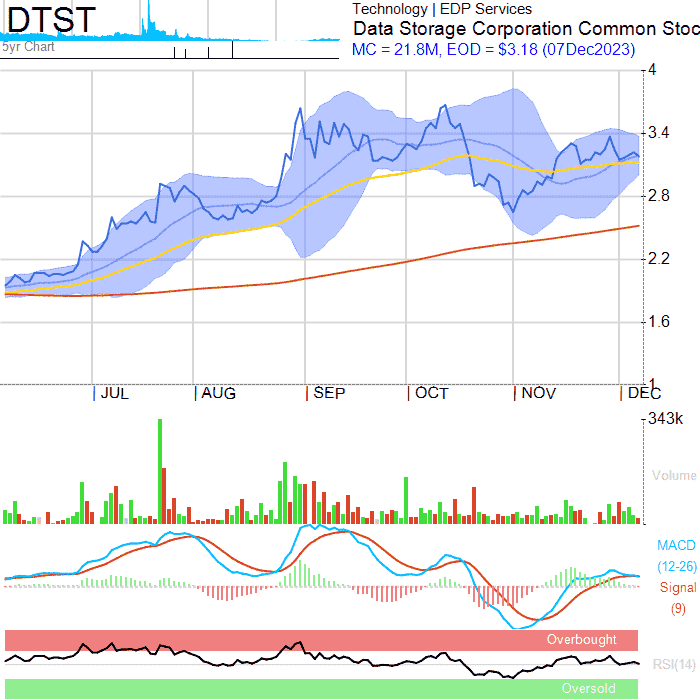 DTST
5yr Chart
Technology | EDP Services
Data Storage Corporation Common Stoc
MC = 21.8M, EOD = $3.18 (07Dec2023)
4
3.4
2.8
2.2
1.6
1
JUL AUG SEP OCT NOV DEC
343k
Volume
MACD
(12-26)
Signal
(9)
Overbought
RSI(14)
Oversold